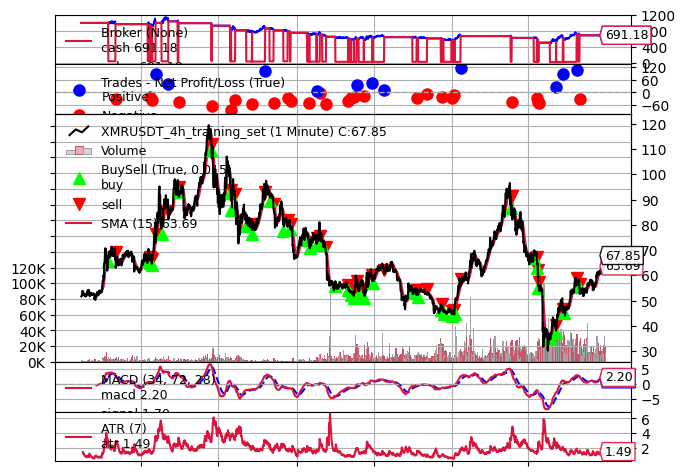 Broker (None)
cash 691.18
1200
800
400
0
691.18
Trades - Net Profit/Loss (True)
Positive
120
60
0
−60
XMRUSDT_4h_training_set (1 Minute) C:67.85
Volume
BuySell (True, 0.015)
buy
sell
SMA (15) 63.69
120
110
100
90
80
70
60
50
40
30
67.85
63.69
120K
100K
80K
60K
40K
20K
0K
MACD (34, 72, 28)
macd 2.20
signal 1.70
5
0
−5
2.20
ATR (7)
atr 1.49
6
4
2
1.49